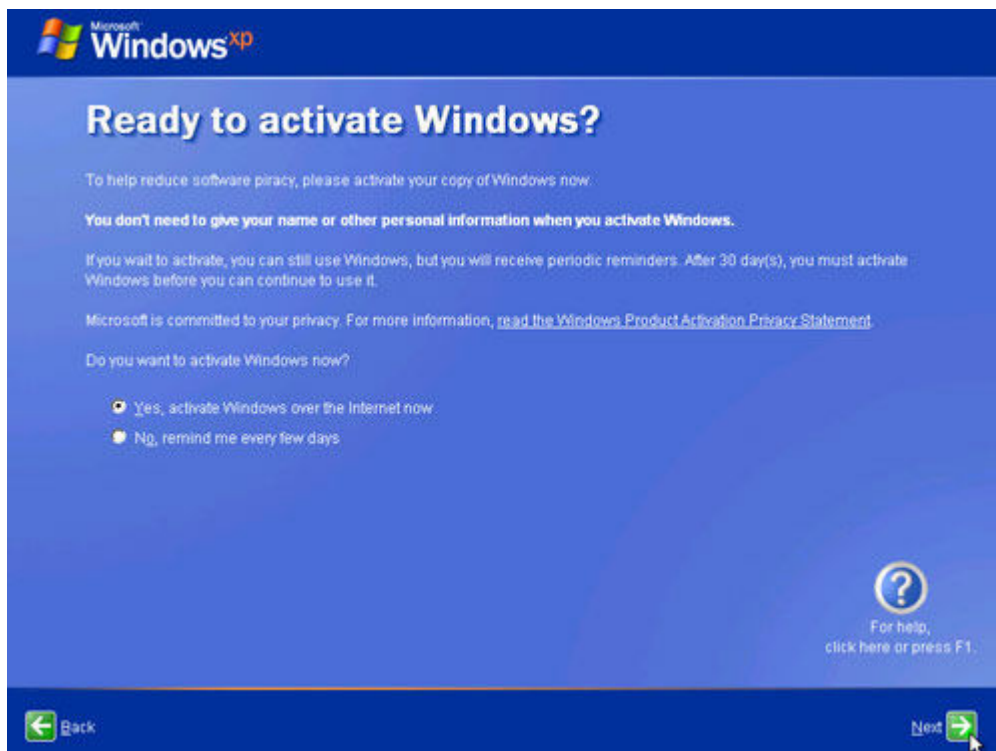 Microsoft
Windows xp
Ready to activate Windows?
To help reduce software piracy, please activate your copy of Windows now.
You don't need to give your name or other personal information when you activate Windows.
If you wait to activate, you can still use Windows, but you will receive periodic reminders. After 30 day(s), you must activate
Windows before you can continue to use it.
Microsoft is committed to your privacy. For more information, read the Windows Product Activation Privacy Statement.
Do you want to activate Windows now?
Yes, activate Windows over the Internet now
No, remind me every few days
For help,
click here or press F1.
Back
Next